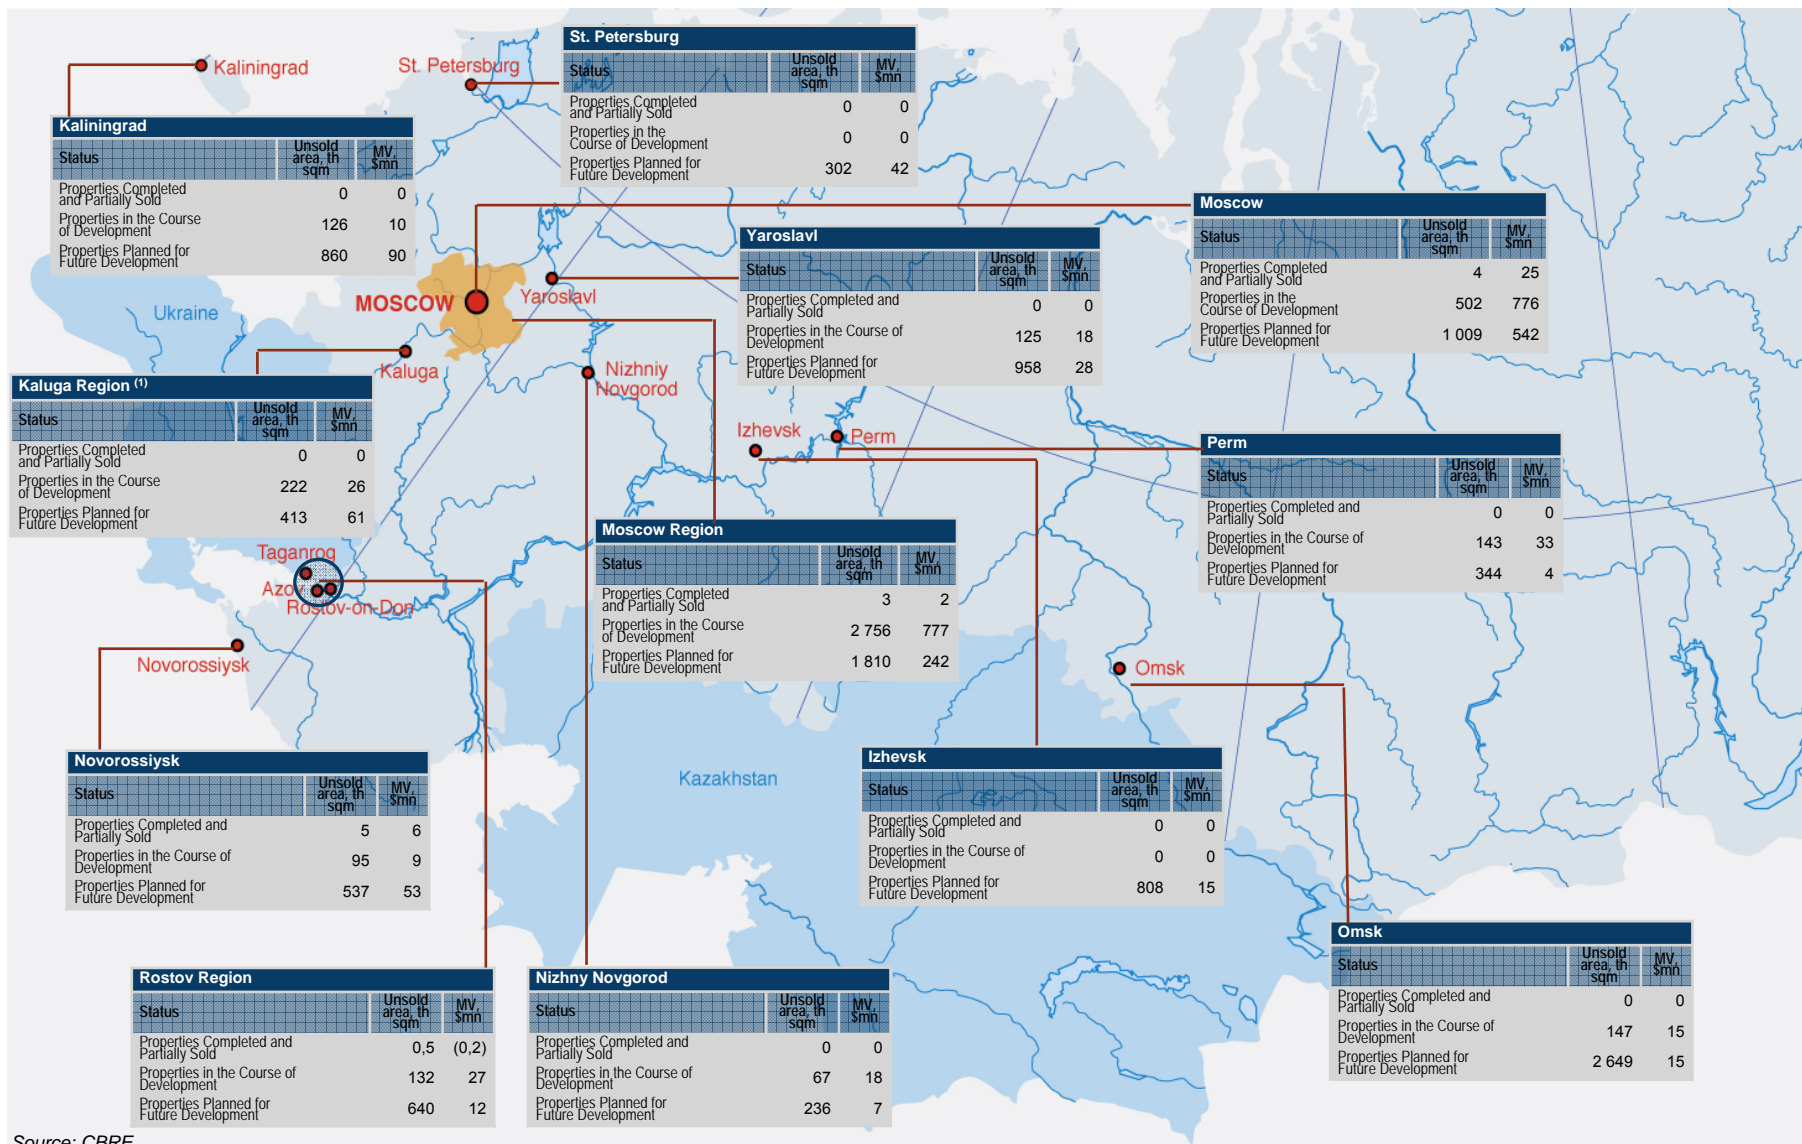 Kaliningrad
St. Petersburg
St. Petersburg
Status Unsold area, th sqm MV, $mn
Properties Completed and Partially Sold 0 0
Properties in the Course of Development 0 0
Properties Planned for Future Development 302 42
Kaliningrad
Status Unsold area, th sqm MV, $mn
Properties Completed and Partially Sold 0 0
Properties in the Course of Development 126 10
Properties Planned for Future Development 860 90
Moscow
Status Unsold area, th sqm MV, $mn
Properties Completed and Partially Sold 4 25
Properties in the Course of Development 502 776
Properties Planned for Future Development 1 009 542
Yaroslavl
Status Unsold area, th sqm MV, $mn
Properties Completed and Partially Sold 0 0
Properties in the Course of Development 125 18
Properties Planned for Future Development 958 28
MOSCOW
Yaroslavl
Ukraine
Kaluga
Nizhniy
Novgorod
Kaluga Region (1)
Status Unsold area, th sqm MV, $mn
Properties Completed and Partially Sold 0 0
Properties in the Course of Development 222 26
Properties Planned for Future Development 413 61
Izhevsk
Perm
Perm
Status Unsold area, th sqm MV, $mn
Properties Completed and Partially Sold 0 0
Properties in the Course of Development 143 33
Properties Planned for Future Development 344 4
Moscow Region
Status Unsold area, th sqm MV, $mn
Properties Completed and Partially Sold 3 2
Properties in the Course of Development 2 756 777
Properties Planned for Future Development 1 810 242
Taganrog
Azov
Rostov-on-Don
Novorossiysk
Omsk
Kazakhstan
Novorossiysk
Status Unsold area, th sqm MV, $mn
Properties Completed and Partially Sold 5 6
Properties in the Course of Development 95 9
Properties Planned for Future Development 537 53
Izhevsk
Status Unsold area, th sqm MV, $mn
Properties Completed and Partially Sold 0 0
Properties in the Course of Development 0 0
Properties Planned for Future Development 808 15
Omsk
Status Unsold area, th sqm MV, $mn
Properties Completed and Partially Sold 0 0
Properties in the Course of Development 147 15
Properties Planned for Future Development 2 649 15
Rostov Region
Status Unsold area, th sqm MV, $mn
Properties Completed and Partially Sold 0,5 (0,2)
Properties in the Course of Development 132 27
Properties Planned for Future Development 640 12
Nizhny Novgorod
Status Unsold area, th sqm MV, $mn
Properties Completed and Partially Sold 0 0
Properties in the Course of Development 67 18
Properties Planned for Future Development 236 7
Source: CBRE